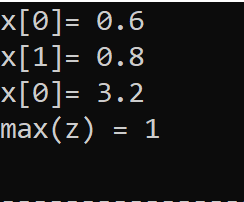 x[0]= 0.6
x[1]= 0.8
x[0]= 3.2
max(z) = 1
---------------